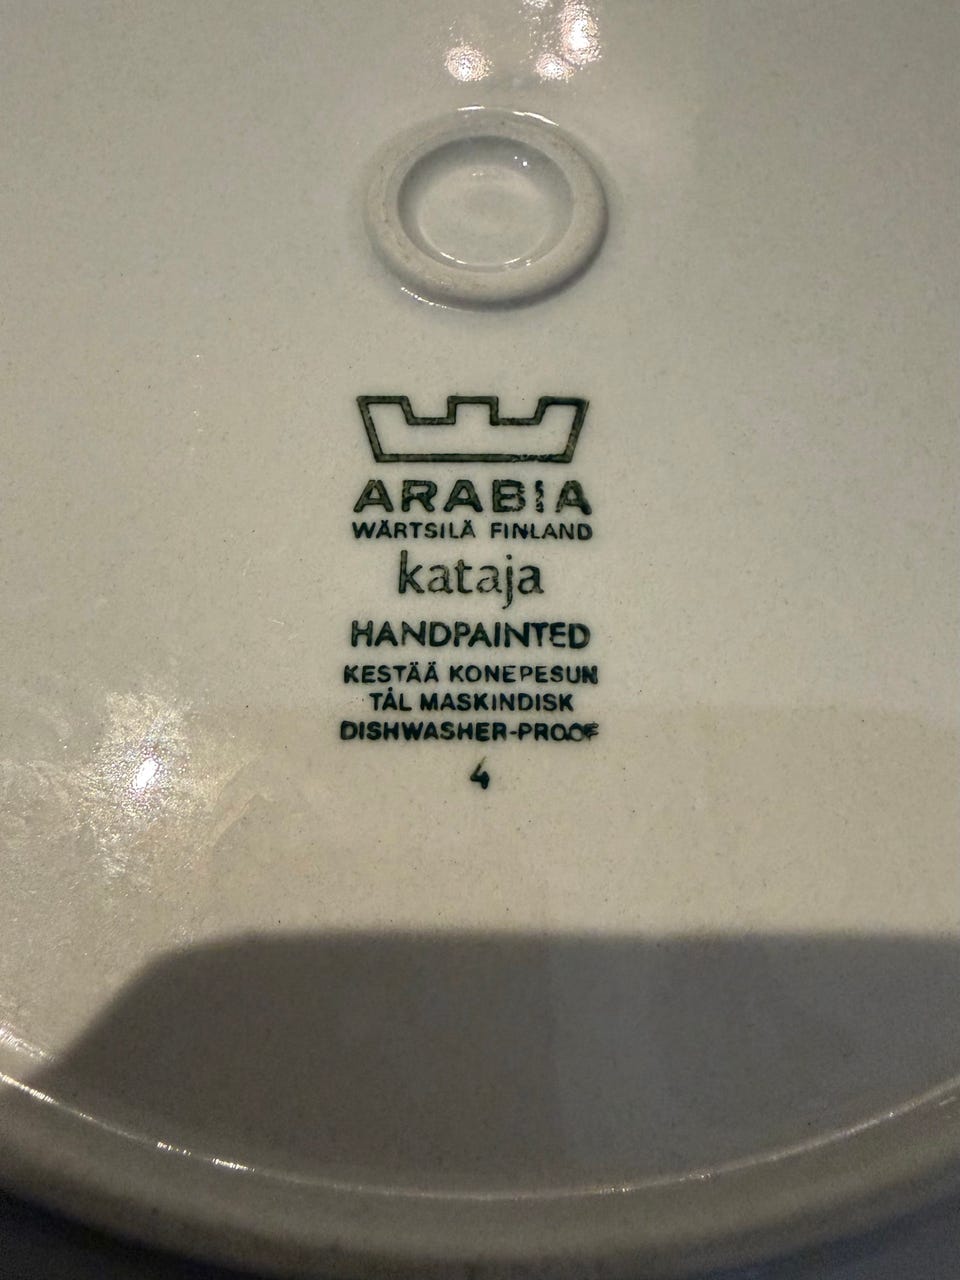 ARABIA
WÄRTSILÄ FINLAND
kataja
HANDPAINTED
KESTÄÄ KONEPESUN
TÅL MASKINDISK
DISHWASHER-PROOF
4